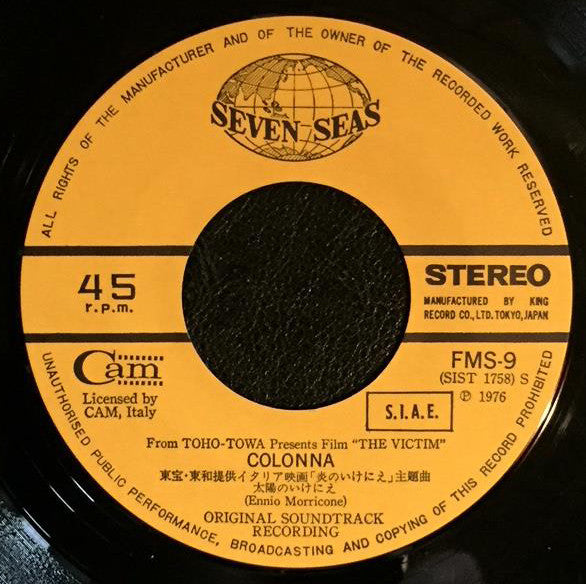 ALL RIGHTS OF THE MANUFACTURER AND OF THE OWNER OF THE RECORDED WORK RESERVED
SEVEN SEAS
45
r.p.m.
STEREO
MANUFACTURED BY KING
RECORD CO., LTD. TOKYO, JAPAN
Cam
Licensed by
CAM, Italy
FMS-9
(SIST 1758) S
Ⓟ 1976
S.I.A.E.
From TOHO-TOWA Presents Film "THE VICTIM"
COLONNA
東宝・東和提供イタリア映画「炎のいけにえ」主題曲
太陽のいけにえ
(Ennio Morricone)
ORIGINAL SOUNDTRACK
RECORDING
UNAUTHORISED PUBLIC PERFORMANCE, BROADCASTING AND COPYING OF THIS RECORD PROHIBITED